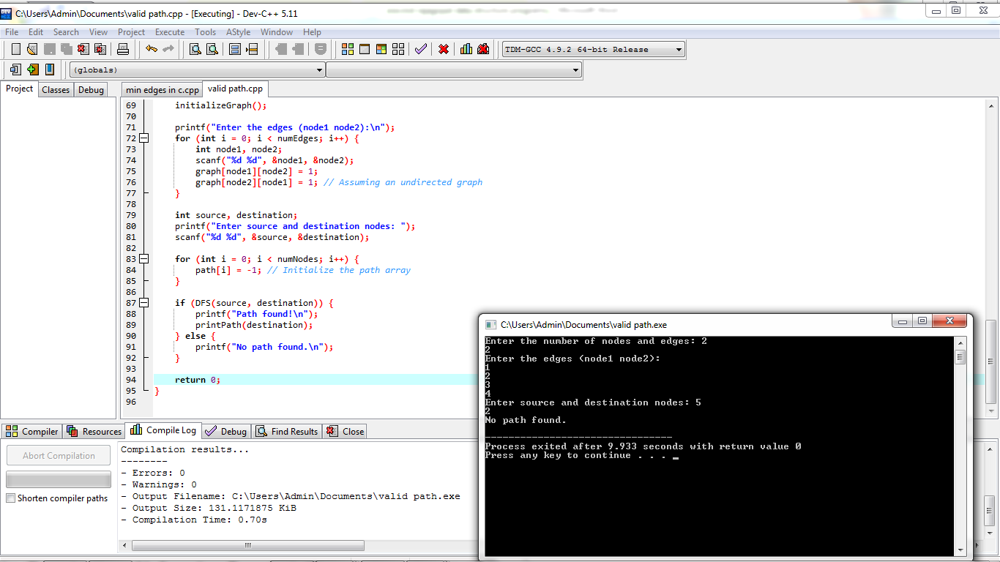 C:\Users\Admin\Documents\valid path.cpp - [Executing] - Dev-C++ 5.11
File Edit Search View Project Execute Tools AStyle Window Help
TDM-GCC 4.9.2 64-bit Release
(globals)
Project Classes Debug
min edges in c.cpp valid path.cpp
69 initializeGraph();
70
71 printf("Enter the edges (node1 node2):\n");
72 for (int i = 0; i < numEdges; i++) {
73 int node1, node2;
74 scanf("%d %d", &node1, &node2);
75 graph[node1][node2] = 1;
76 graph[node2][node1] = 1; // Assuming an undirected graph
77 }
78
79 int source, destination;
80 printf("Enter source and destination nodes: ");
81 scanf("%d %d", &source, &destination);
82
83 for (int i = 0; i < numNodes; i++) {
84 path[i] = -1; // Initialize the path array
85 }
86
87 if (DFS(source, destination)) {
88 printf("Path found!\n");
89 printPath(destination);
90 } else {
91 printf("No path found.\n");
92 }
93
94 return 0;
95 }
96
Compiler Resources Compile Log Debug Find Results Close
Abort Compilation
Shorten compiler paths
Compilation results...
--------
- Errors: 0
- Warnings: 0
- Output Filename: C:\Users\Admin\Documents\valid path.exe
- Output Size: 131.1171875 KiB
- Compilation Time: 0.70s
C:\Users\Admin\Documents\valid path.exe
Enter the number of nodes and edges: 2
2
Enter the edges (node1 node2):
1
2
3
4
Enter source and destination nodes: 5
2
No path found.
--------------------------------
Process exited after 9.933 seconds with return value 0
Press any key to continue . . . _